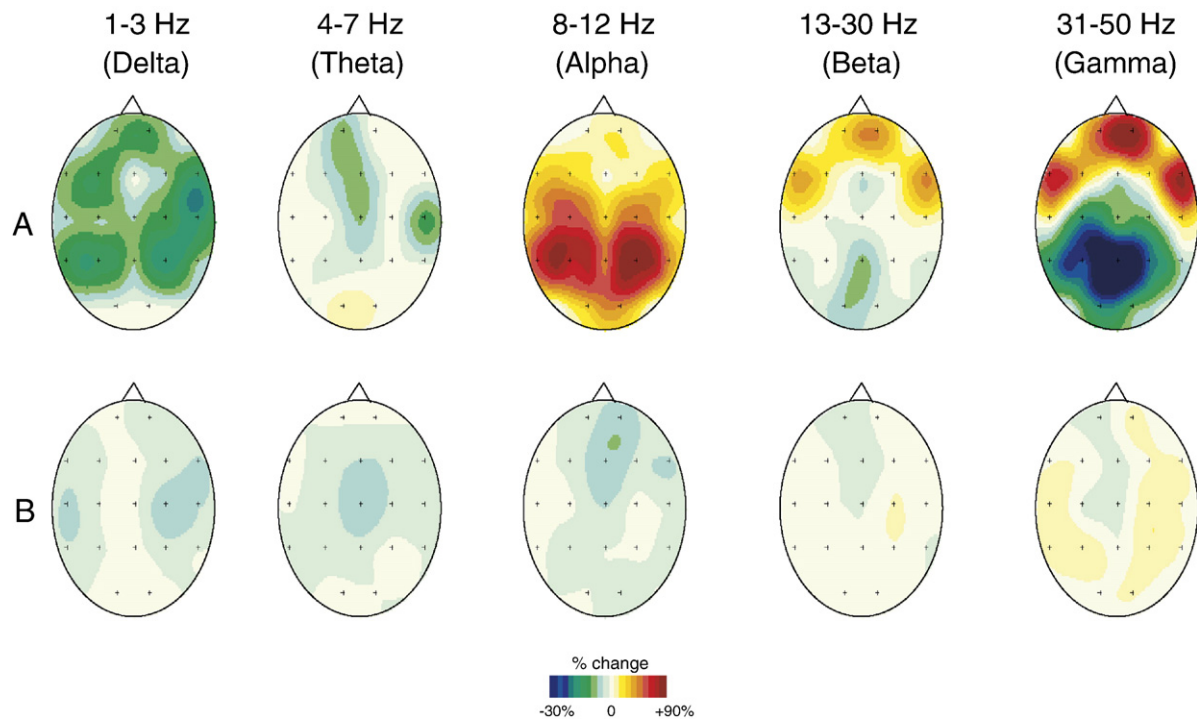 1-3 Hz 4-7 Hz 8-12 Hz 13-30 Hz 31-50 Hz
(Delta) (Theta) (Alpha) (Beta) (Gamma)
A
B
% change
-30% 0 +90%